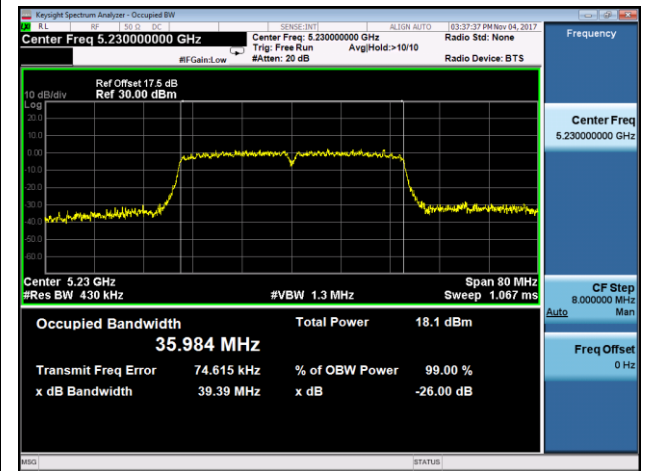 Keysight Spectrum Analyzer - Occupied BW
RL RF 50 Ω DC SENSE:INT ALIGN AUTO 03:37:37 PM Nov 04, 2017
Center Freq 5.230000000 GHz Center Freq: 5.230000000 GHz Radio Std: None Frequency
Trig: Free Run Avg|Hold:>10/10
#IFGain:Low #Atten: 20 dB Radio Device: BTS
Ref Offset 17.5 dB
10 dB/div Ref 30.00 dBm
Log
20.0
10.0
0.00
-10.0
-20.0
-30.0
-40.0
-50.0
-60.0
Center Freq
5.230000000 GHz
Center 5.23 GHz Span 80 MHz
#Res BW 430 kHz #VBW 1.3 MHz Sweep 1.067 ms
CF Step
8.000000 MHz
Auto Man
Occupied Bandwidth Total Power 18.1 dBm
35.984 MHz
Freq Offset
0 Hz
Transmit Freq Error 74.615 kHz % of OBW Power 99.00 %
x dB Bandwidth 39.39 MHz x dB -26.00 dB
MSG STATUS